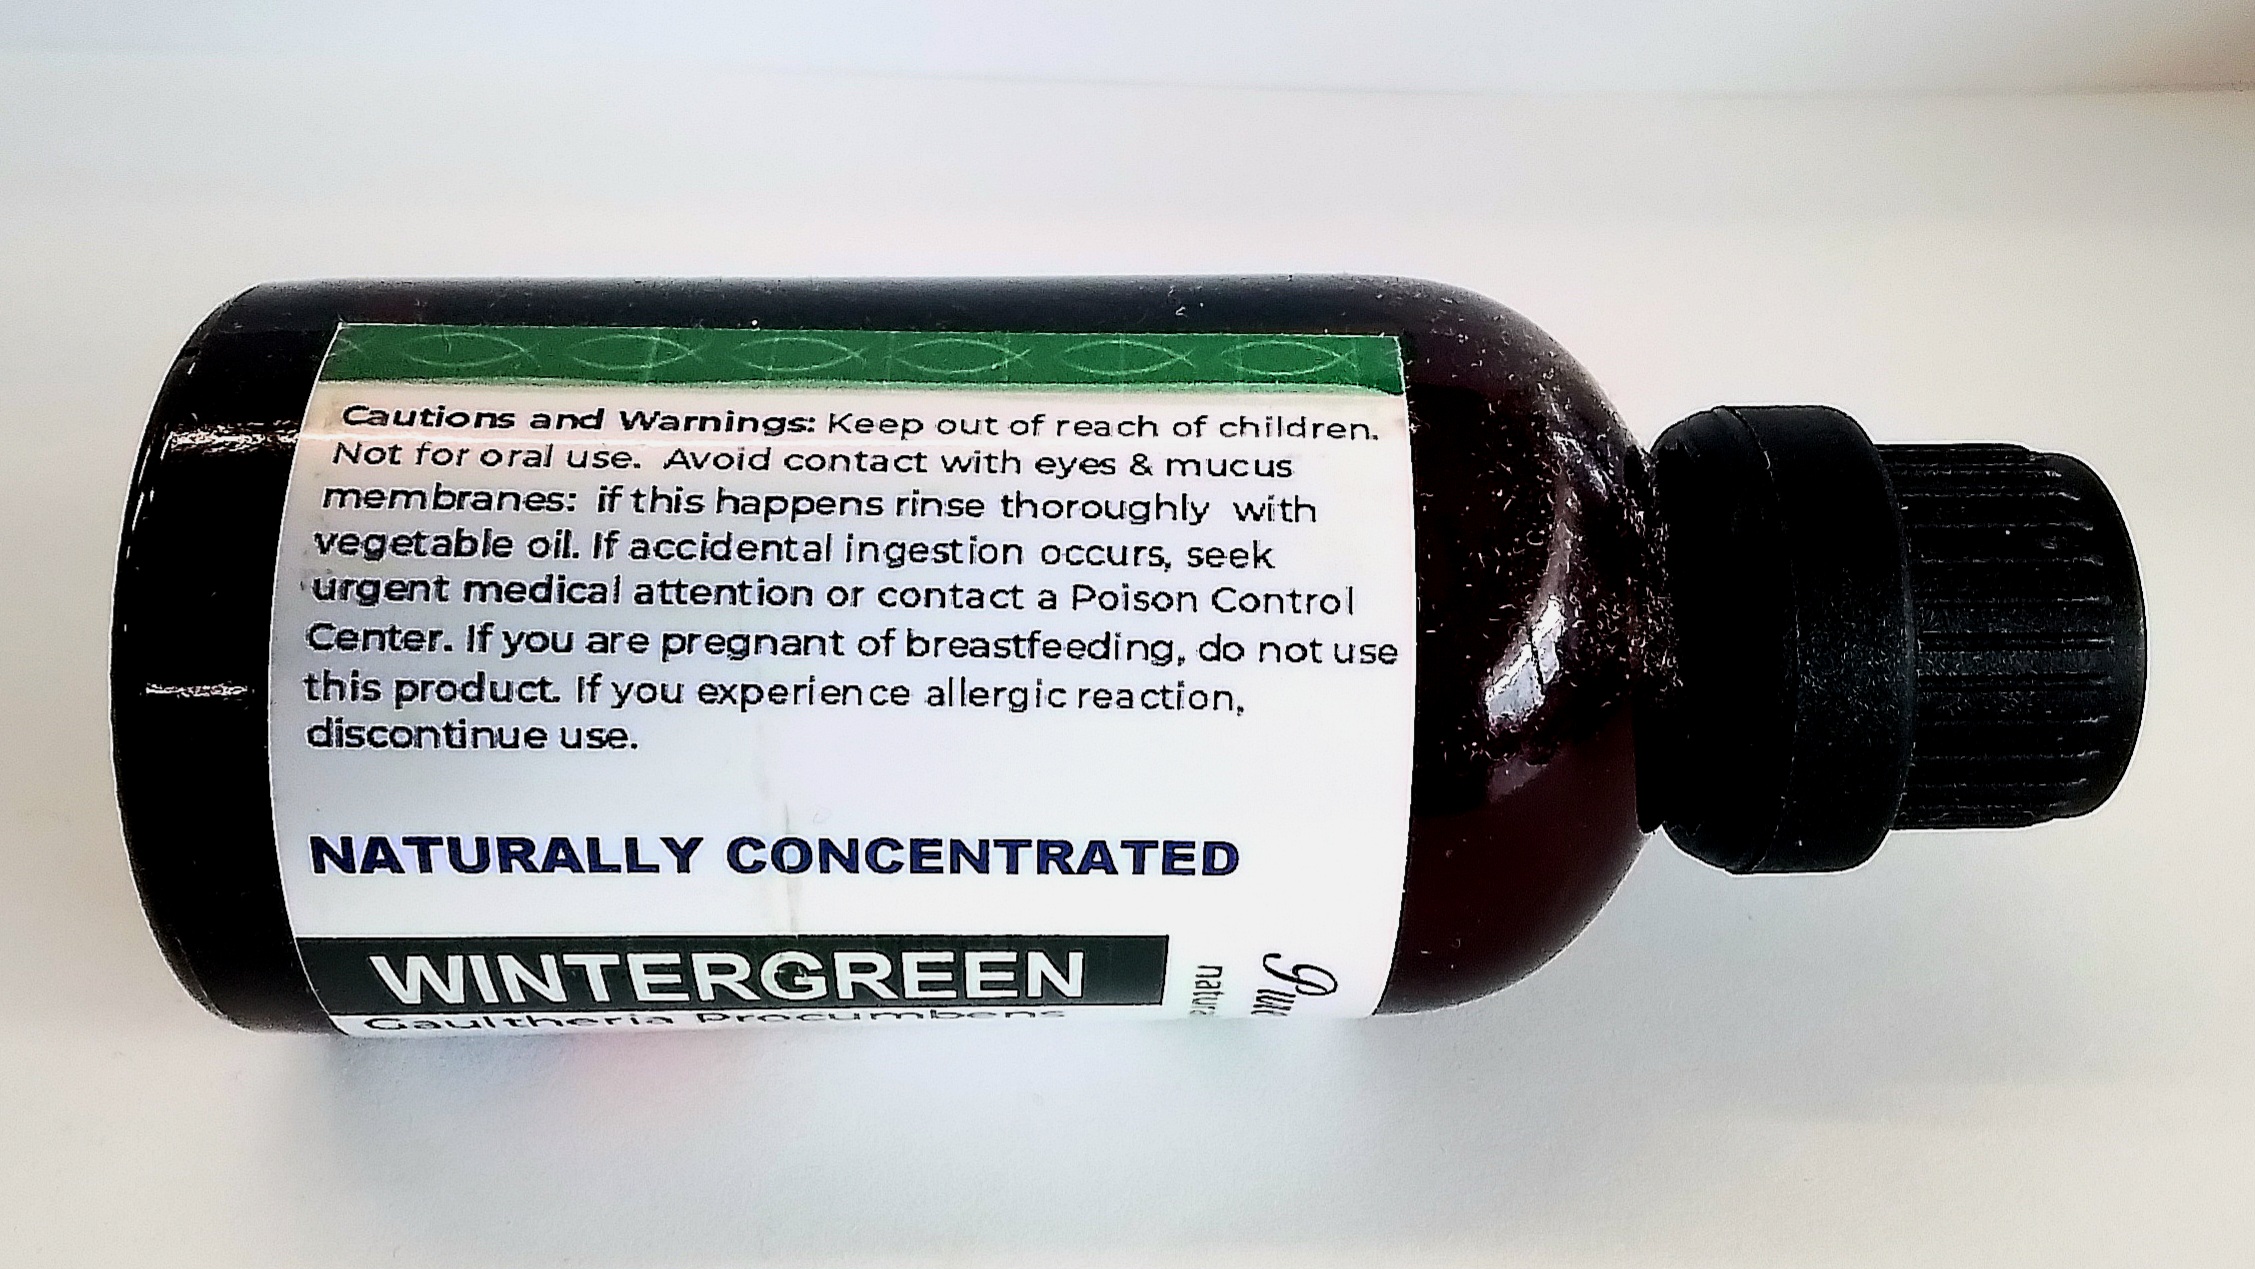 Cautions and Warnings: Keep out of reach of children.
Not for oral use. Avoid contact with eyes & mucus
membranes: if this happens rinse thoroughly with
vegetable oil. If accidental ingestion occurs, seek
urgent medical attention or contact a Poison Control
Center. If you are pregnant of breastfeeding, do not use
this product. If you experience allergic reaction,
discontinue use.
NATURALLY CONCENTRATED
WINTERGREEN
Gaultheria Procumbens